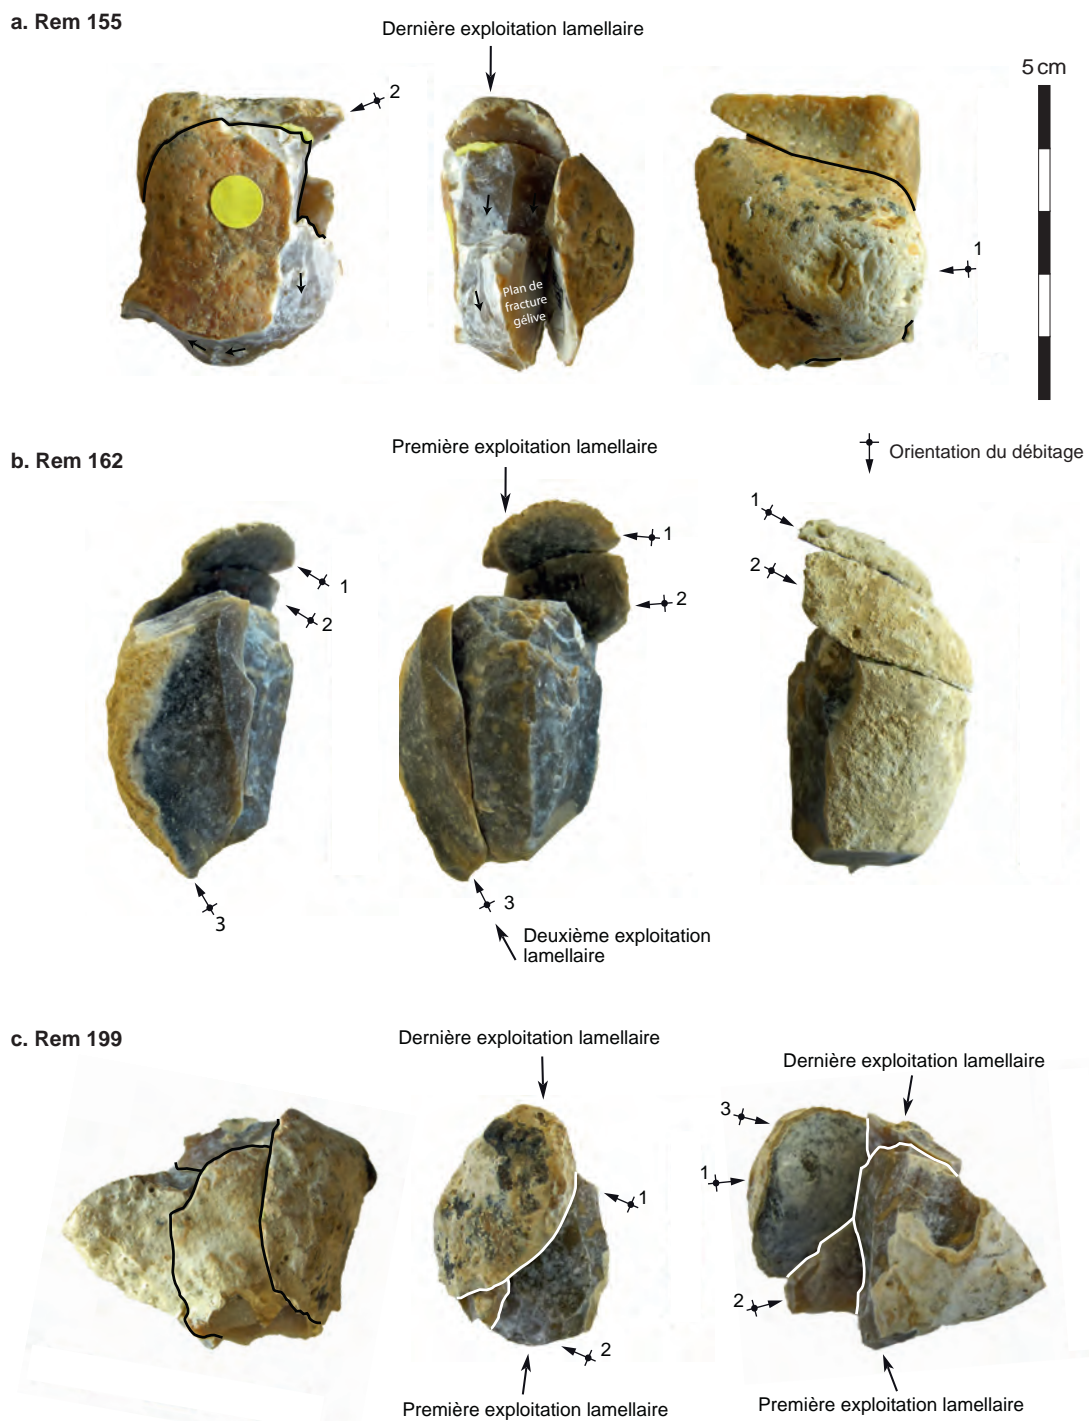 a. Rem 155
Dernière exploitation lamellaire
5 cm
2
1
Plan de
fracture
gélive
b. Rem 162
Première exploitation lamellaire
Orientation du débitage
1
2
1
2
1
2
3
3
Deuxième exploitation
lamellaire
c. Rem 199
Dernière exploitation lamellaire
Dernière exploitation lamellaire
3
1
1
2
2
Première exploitation lamellaire
Première exploitation lamellaire